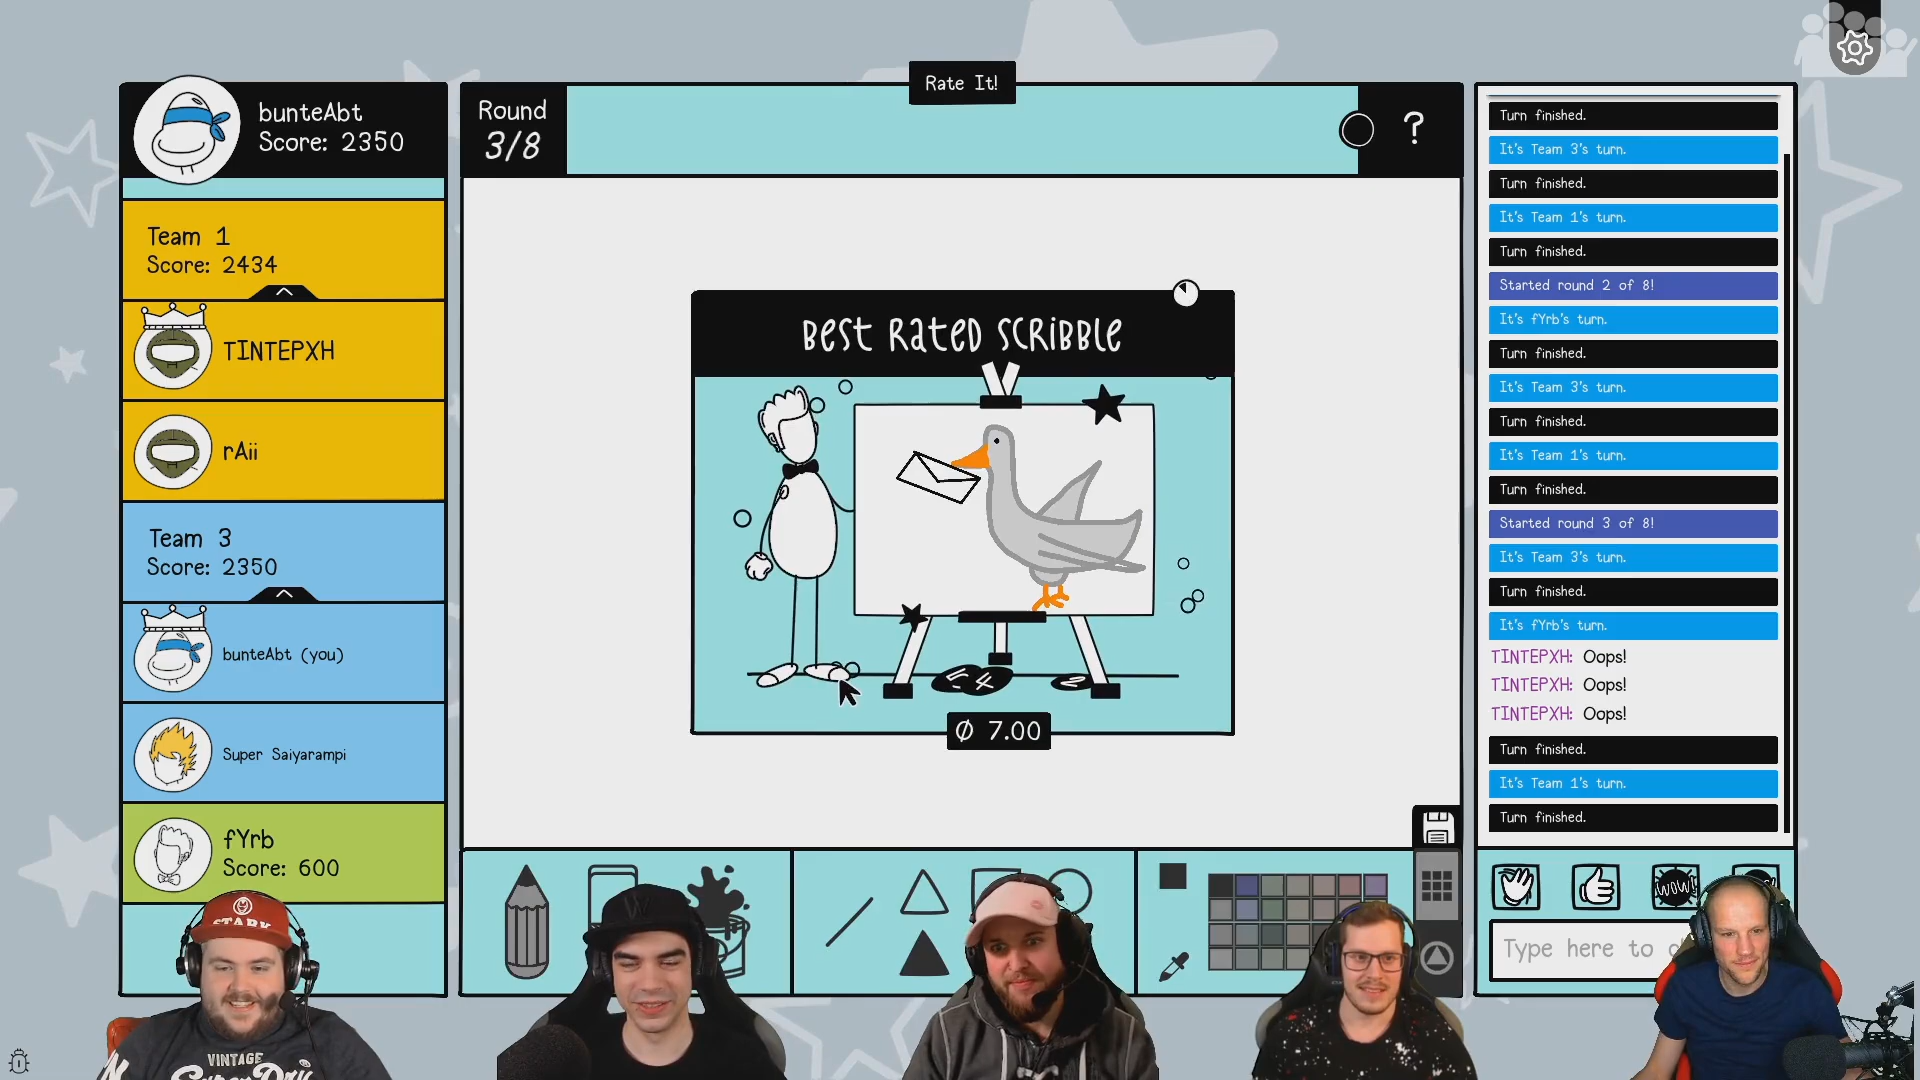 Rate It!
bunteAbt
Score: 2350
Team 1
Score: 2434
TINTEPXH
rAii
Team 3
Score: 2350
bunteAbt (you)
Super Saiyarampi
fYrb
Score: 600
Round
3/8
?
Best Rated Scribble
Ø 7.00
Turn finished.
It's Team 3's turn.
Turn finished.
It's Team 1's turn.
Turn finished.
Started round 2 of 8!
It's fYrb's turn.
Turn finished.
It's Team 3's turn.
Turn finished.
It's Team 1's turn.
Turn finished.
Started round 3 of 8!
It's Team 3's turn.
Turn finished.
It's fYrb's turn.
TINTEPXH: Oops!
TINTEPXH: Oops!
TINTEPXH: Oops!
Turn finished.
It's Team 1's turn.
Turn finished.
WOW!
Type here to
STARK
VINTAGE
SuperDry